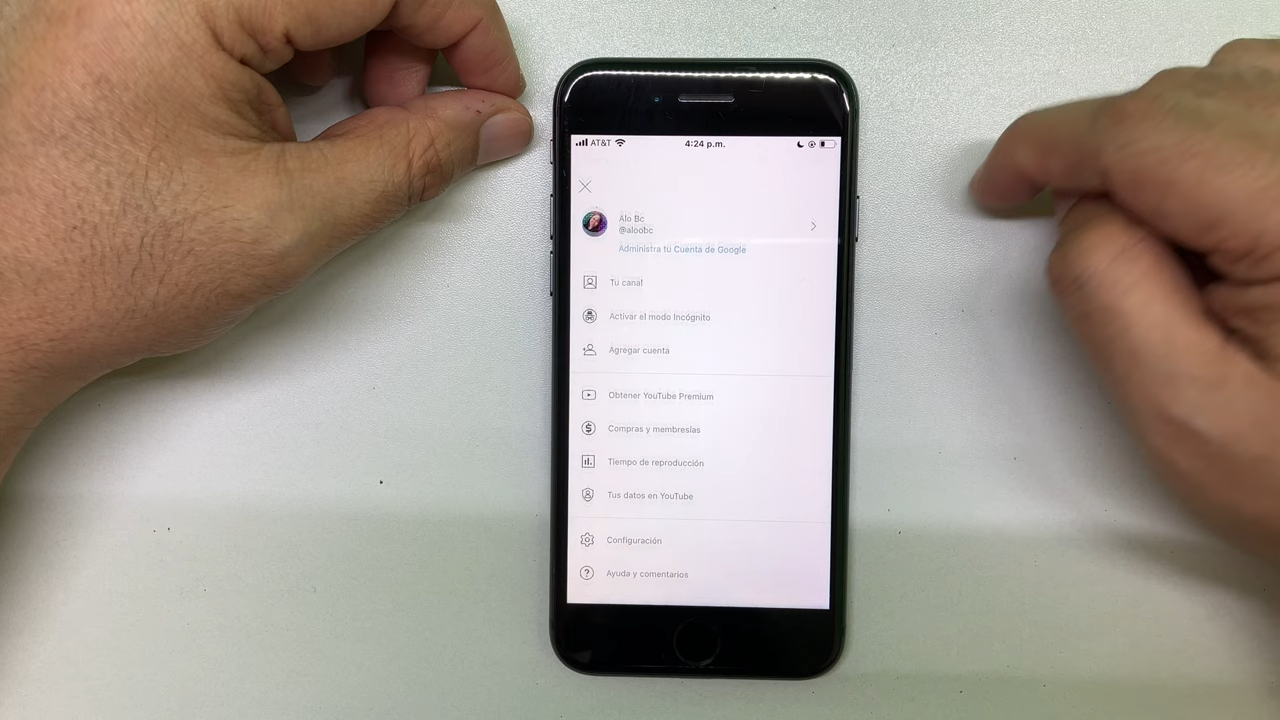 AT&T
4:24 p.m.
Alo Bc
@aloobc
Administra tu Cuenta de Google
Tu canal
Activar el modo Incógnito
Agregar cuenta
Obtener YouTube Premium
Compras y membresías
Tiempo de reproducción
Tus datos en YouTube
Configuración
Ayuda y comentarios